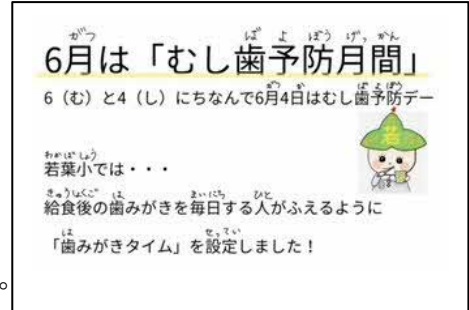 6月は「むし歯予防月間」
6（む）と4（し）にちなんで6月4日はむし歯予防デー
若葉小では・・・
給食後の歯みがきを毎日する人がふえるように
「歯みがきタイム」を設定しました！